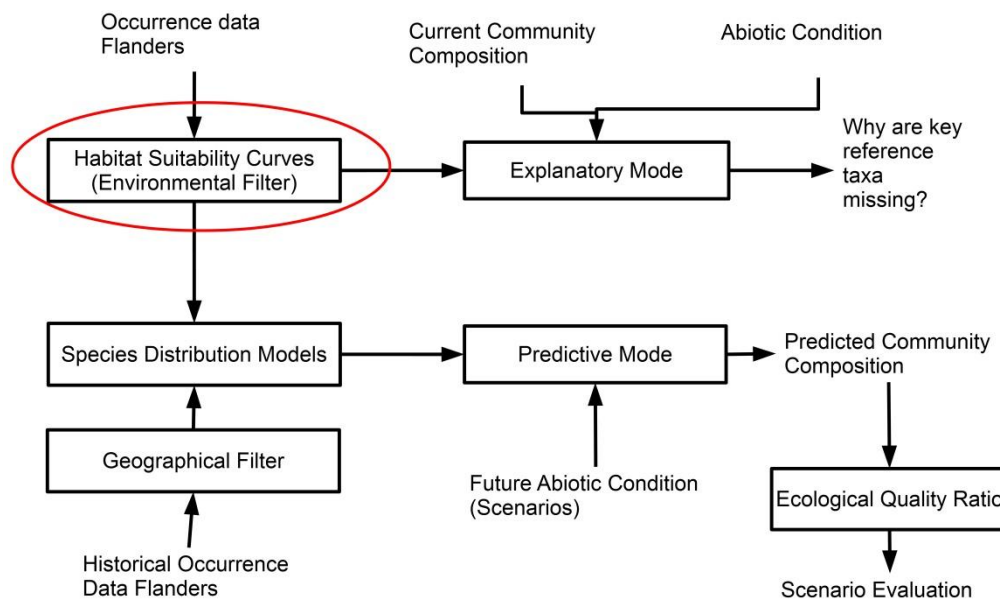 Occurrence data
Flanders
Current Community
Composition
Abiotic Condition
Habitat Suitability Curves
(Environmental Filter)
Explanatory Mode
Why are key
reference
taxa
missing?
Species Distribution Models
Predictive Mode
Predicted Community
Composition
Geographical Filter
Future Abiotic Condition
(Scenarios)
Ecological Quality Ratio
Historical Occurrence
Data Flanders
Scenario Evaluation